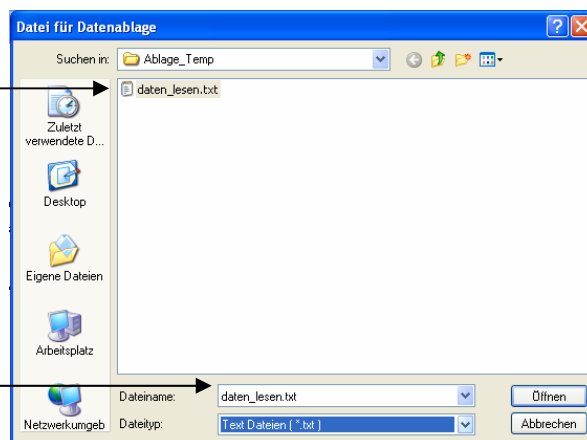 Datei für Datenablage
Suchen in: Ablage_Temp
daten_lesen.txt
Zuletzt
verwendete D...
Desktop
Eigene Dateien
Arbeitsplatz
Netzwerkumgeb
Dateiname: daten_lesen.txt Öffnen
Dateityp: Text Dateien ( *.txt ) Abbrechen